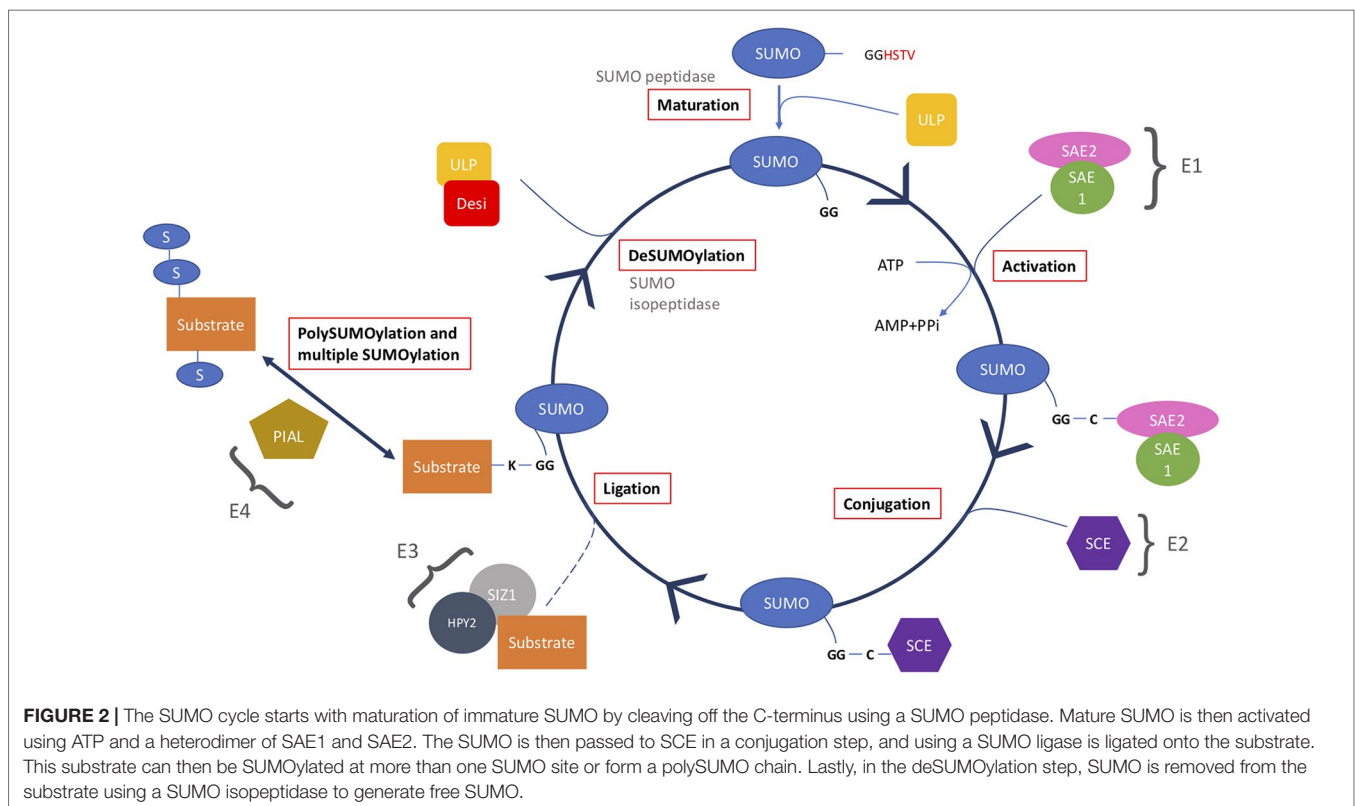 SUMO
GGHSTV
SUMO peptidase
Maturation
ULP
SUMO
GG
SAE2
SAE
1
E1
ULP
Desi
DeSUMOylation
SUMO
isopeptidase
ATP
Activation
AMP+PPi
S
S
Substrate
S
PolySUMOylation and
multiple SUMOylation
SUMO
GG – C
SAE2
SAE
1
SUMO
PIAL
E4
Substrate – K – GG
Ligation
Conjugation
SCE
E2
E3
SIZ1
HPY2
Substrate
SUMO
GG – C
SCE
FIGURE 2 | The SUMO cycle starts with maturation of immature SUMO by cleaving off the C-terminus using a SUMO peptidase. Mature SUMO is then activated
using ATP and a heterodimer of SAE1 and SAE2. The SUMO is then passed to SCE in a conjugation step, and using a SUMO ligase is ligated onto the substrate.
This substrate can then be SUMOylated at more than one SUMO site or form a polySUMO chain. Lastly, in the deSUMOylation step, SUMO is removed from the
substrate using a SUMO isopeptidase to generate free SUMO.